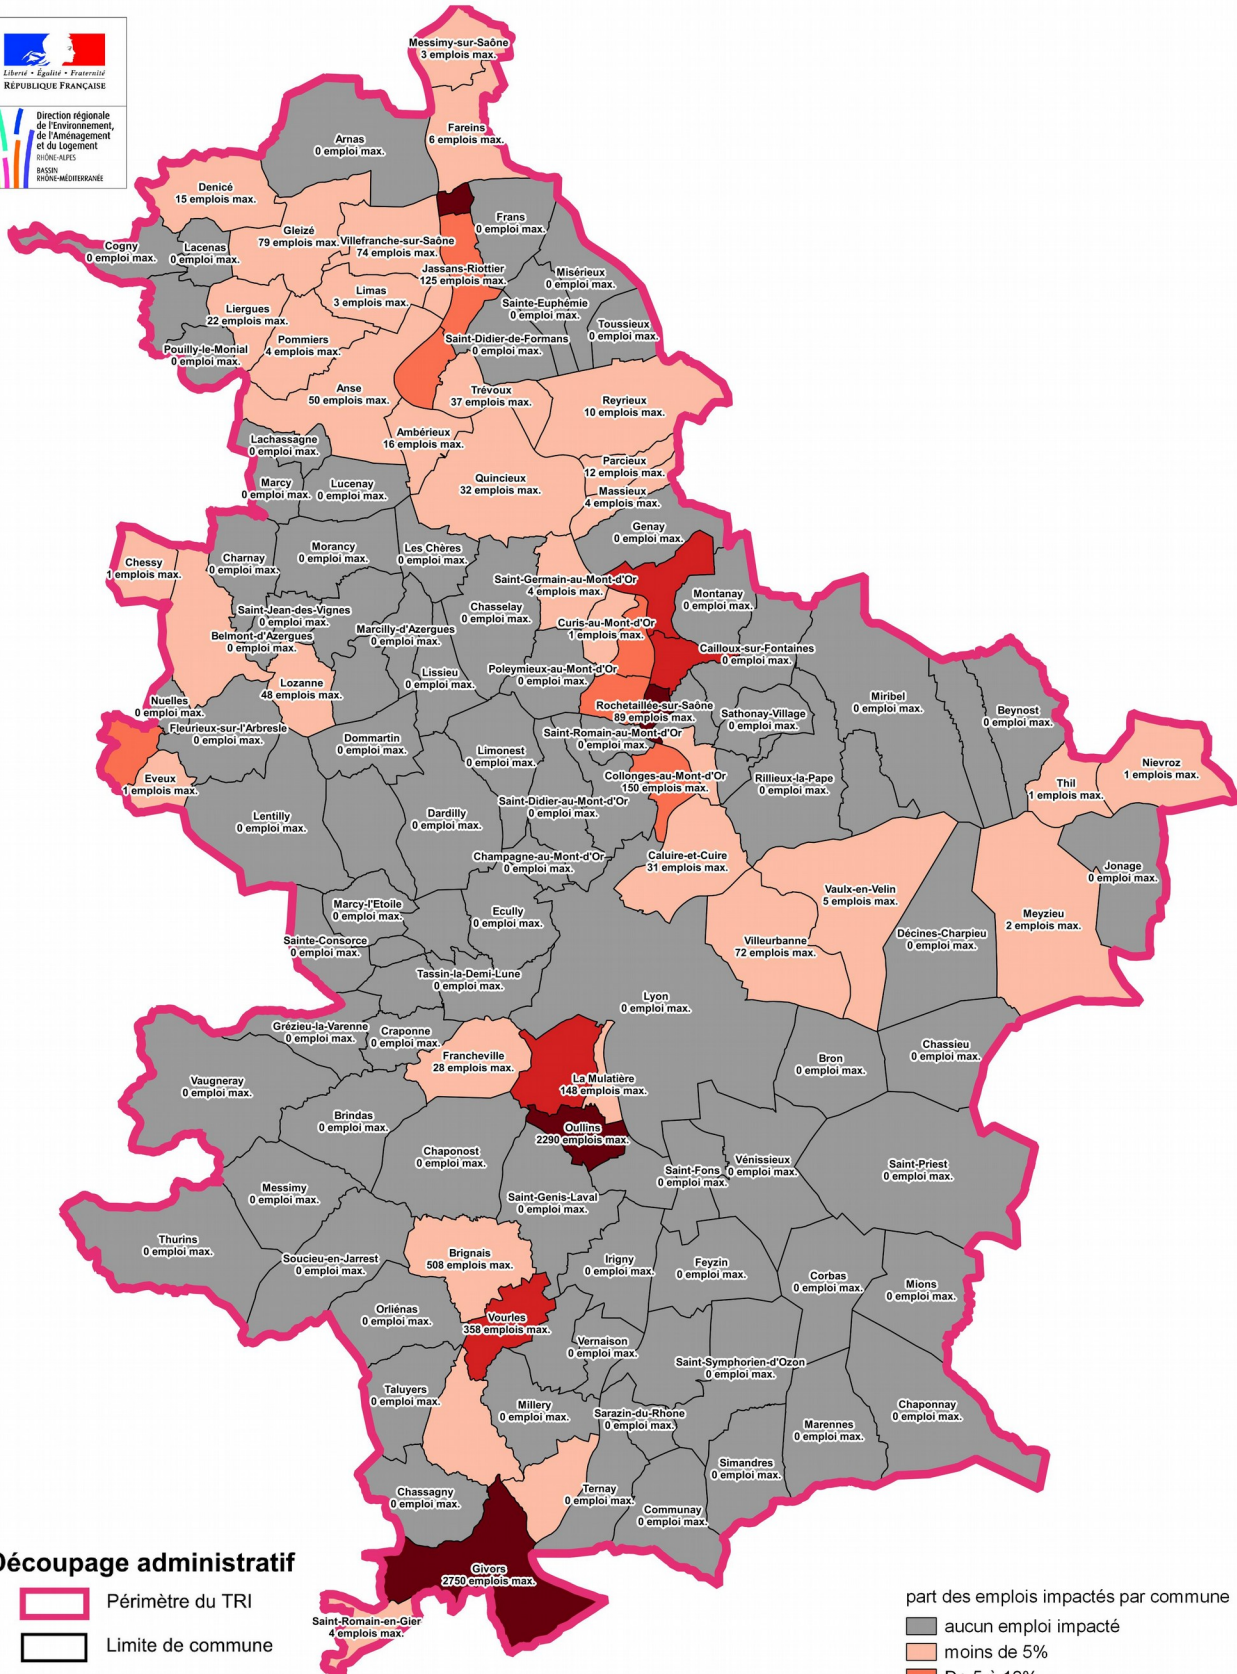 Liberté • Égalité • Fraternité
RÉPUBLIQUE FRANÇAISE
Direction régionale
de l'Environnement,
de l'Aménagement
et du Logement
RHÔNE-ALPES
BASSIN
RHÔNE-MÉDITERRANÉE
Messimy-sur-Saône
3 emplois max.
Fareins
6 emplois max.
Arnas
0 emploi max.
Denicé
15 emplois max.
Frans
0 emploi max.
Gleizé
79 emplois max.
Villefranche-sur-Saône
74 emplois max.
Cogny
0 emploi max.
Lacenas
0 emploi max.
Jassans-Riottier
125 emplois max.
Misérieux
0 emploi max.
Limas
3 emplois max.
Sainte-Euphémie
0 emploi max.
Liergues
22 emplois max.
Toussieux
0 emploi max.
Pommiers
4 emplois max.
Saint-Didier-de-Formans
0 emploi max.
Pouilly-le-Monial
0 emploi max.
Anse
50 emplois max.
Trévoux
37 emplois max.
Reyrieux
10 emplois max.
Ambérieux
16 emplois max.
Lachassagne
0 emploi max.
Parcieux
12 emplois max.
Marcy
0 emploi max.
Lucenay
0 emploi max.
Quincieux
32 emplois max.
Massieux
4 emplois max.
Genay
0 emploi max.
Morancy
0 emploi max.
Les Chères
0 emploi max.
Chessy
1 emplois max.
Charnay
0 emploi max.
Saint-Germain-au-Mont-d'Or
4 emplois max.
Montanay
0 emploi max.
Saint-Jean-des-Vignes
0 emploi max.
Chasselay
0 emploi max.
Curis-au-Mont-d'Or
1 emplois max.
Belmont-d'Azergues
0 emploi max.
Marcilly-d'Azergues
0 emploi max.
Cailloux-sur-Fontaines
0 emploi max.
Lissieu
0 emploi max.
Poleymieux-au-Mont-d'Or
0 emploi max.
Lozanne
48 emplois max.
Nuelles
0 emploi max.
Miribel
0 emploi max.
Rochetaillée-sur-Saône
89 emplois max.
Sathonay-Village
0 emploi max.
Beynost
0 emploi max.
Fleurieux-sur-l'Arbresle
0 emploi max.
Dommartin
0 emploi max.
Saint-Romain-au-Mont-d'Or
0 emploi max.
Limonest
0 emploi max.
Nievroz
1 emplois max.
Eveux
1 emplois max.
Collonges-au-Mont-d'Or
150 emplois max.
Rillieux-la-Pape
0 emploi max.
Thil
1 emplois max.
Lentilly
0 emploi max.
Dardilly
0 emploi max.
Saint-Didier-au-Mont-d'Or
0 emploi max.
Champagne-au-Mont-d'Or
0 emploi max.
Caluire-et-Cuire
31 emplois max.
Jonage
0 emploi max.
Vaulx-en-Velin
5 emplois max.
Marcy-l'Etoile
0 emploi max.
Ecully
0 emploi max.
Meyzieu
2 emplois max.
Sainte-Consorce
0 emploi max.
Villeurbanne
72 emplois max.
Décines-Charpieu
0 emploi max.
Tassin-la-Demi-Lune
0 emploi max.
Lyon
0 emploi max.
Grézieu-la-Varenne
0 emploi max.
Craponne
0 emploi max.
Francheville
28 emplois max.
Bron
0 emploi max.
Chassieu
0 emploi max.
Vaugneray
0 emploi max.
La Mulatière
148 emplois max.
Brindas
0 emploi max.
Oullins
2290 emplois max.
Chaponost
0 emploi max.
Saint-Fons
0 emploi max.
Vénissieux
0 emploi max.
Saint-Priest
0 emploi max.
Messimy
0 emploi max.
Saint-Genis-Laval
0 emploi max.
Thurins
0 emploi max.
Soucieu-en-Jarrest
0 emploi max.
Brignais
508 emplois max.
Irigny
0 emploi max.
Feyzin
0 emploi max.
Corbas
0 emploi max.
Mions
0 emploi max.
Orliénas
0 emploi max.
Vourles
358 emplois max.
Vernaison
0 emploi max.
Saint-Symphorien-d'Ozon
0 emploi max.
Taluyers
0 emploi max.
Millery
0 emploi max.
Sarazin-du-Rhone
0 emploi max.
Marennes
0 emploi max.
Chaponnay
0 emploi max.
Simandres
0 emploi max.
Chassagny
0 emploi max.
Ternay
0 emploi max.
Communay
0 emploi max.
Givors
2750 emplois max.
Saint-Romain-en-Gier
4 emplois max.
Découpage administratif
Périmètre du TRI
Limite de commune
part des emplois impactés par commune
aucun emploi impacté
moins de 5%